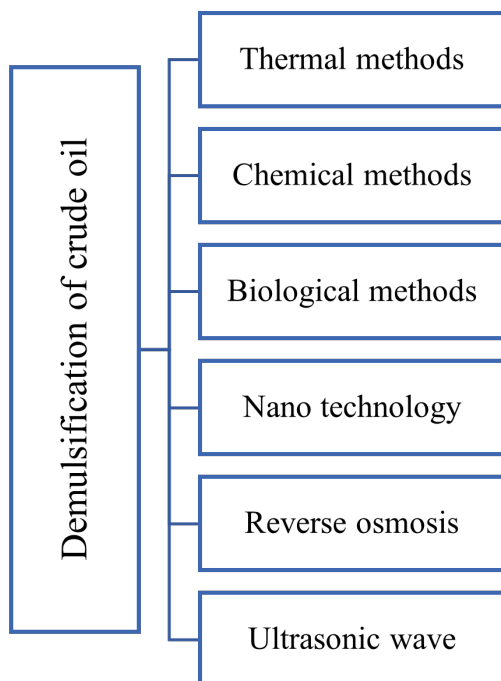 Demulsification of crude oil
Thermal methods
Chemical methods
Biological methods
Nano technology
Reverse osmosis
Ultrasonic wave